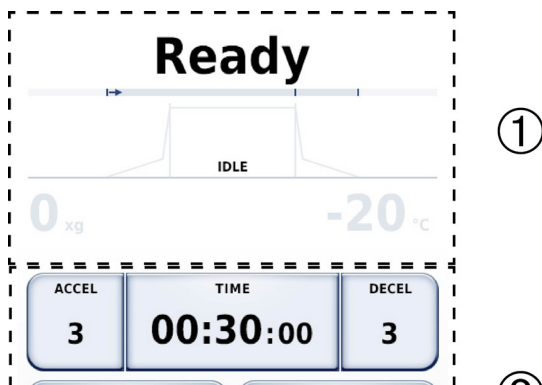 Ready
①
IDLE
0 xg
-20 °C
ACCEL
TIME
DECEL
3
00:30:00
3